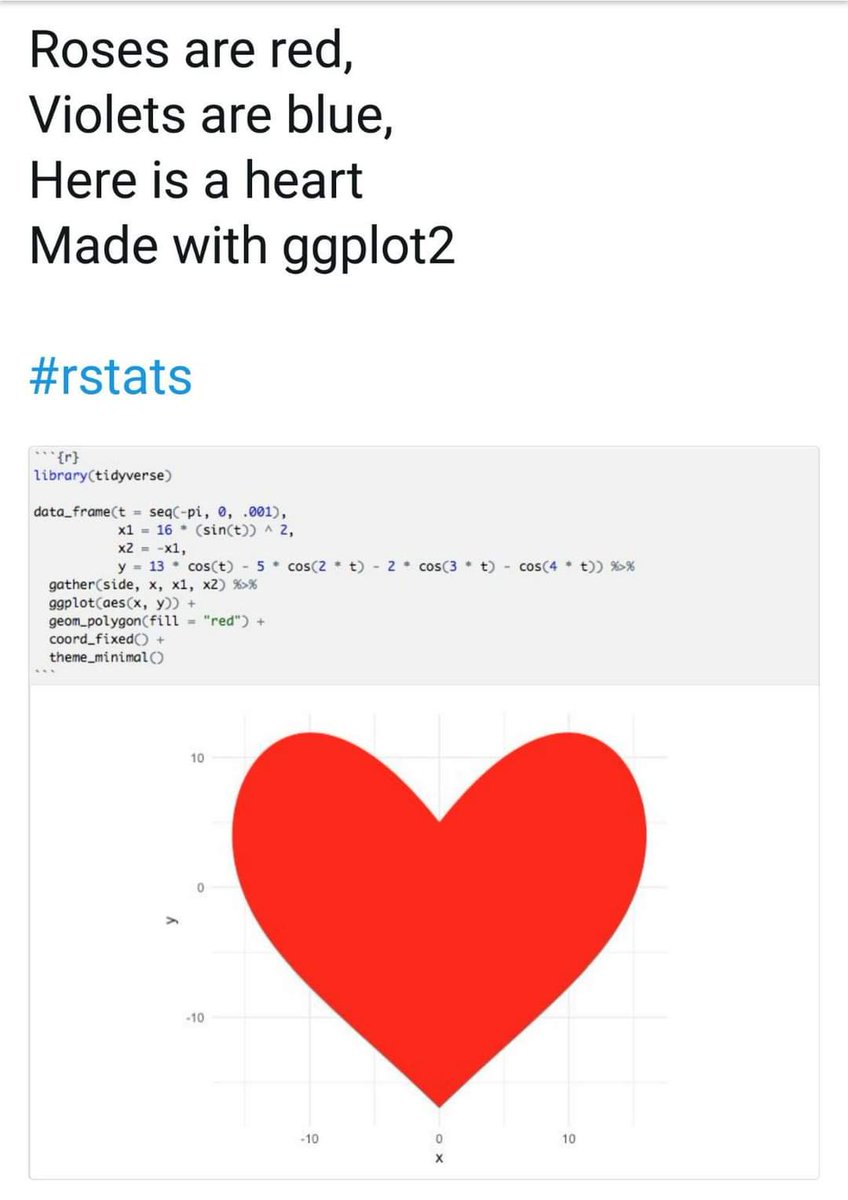 Roses are red,
Violets are blue,
Here is a heart
Made with ggplot2
#rstats
```{r}
library(tidyverse)
data_frame(t = seq(-pi, 0, .001),
x1 = 16 * (sin(t)) ^ 2,
x2 = -x1,
y = 13 * cos(t) - 5 * cos(2 * t) - 2 * cos(3 * t) - cos(4 * t)) %>%
gather(side, x, x1, x2) %>%
ggplot(aes(x, y)) +
geom_polygon(fill = "red") +
coord_fixed() +
theme_minimal()
```
10
0
y
-10
-10 0 10
x